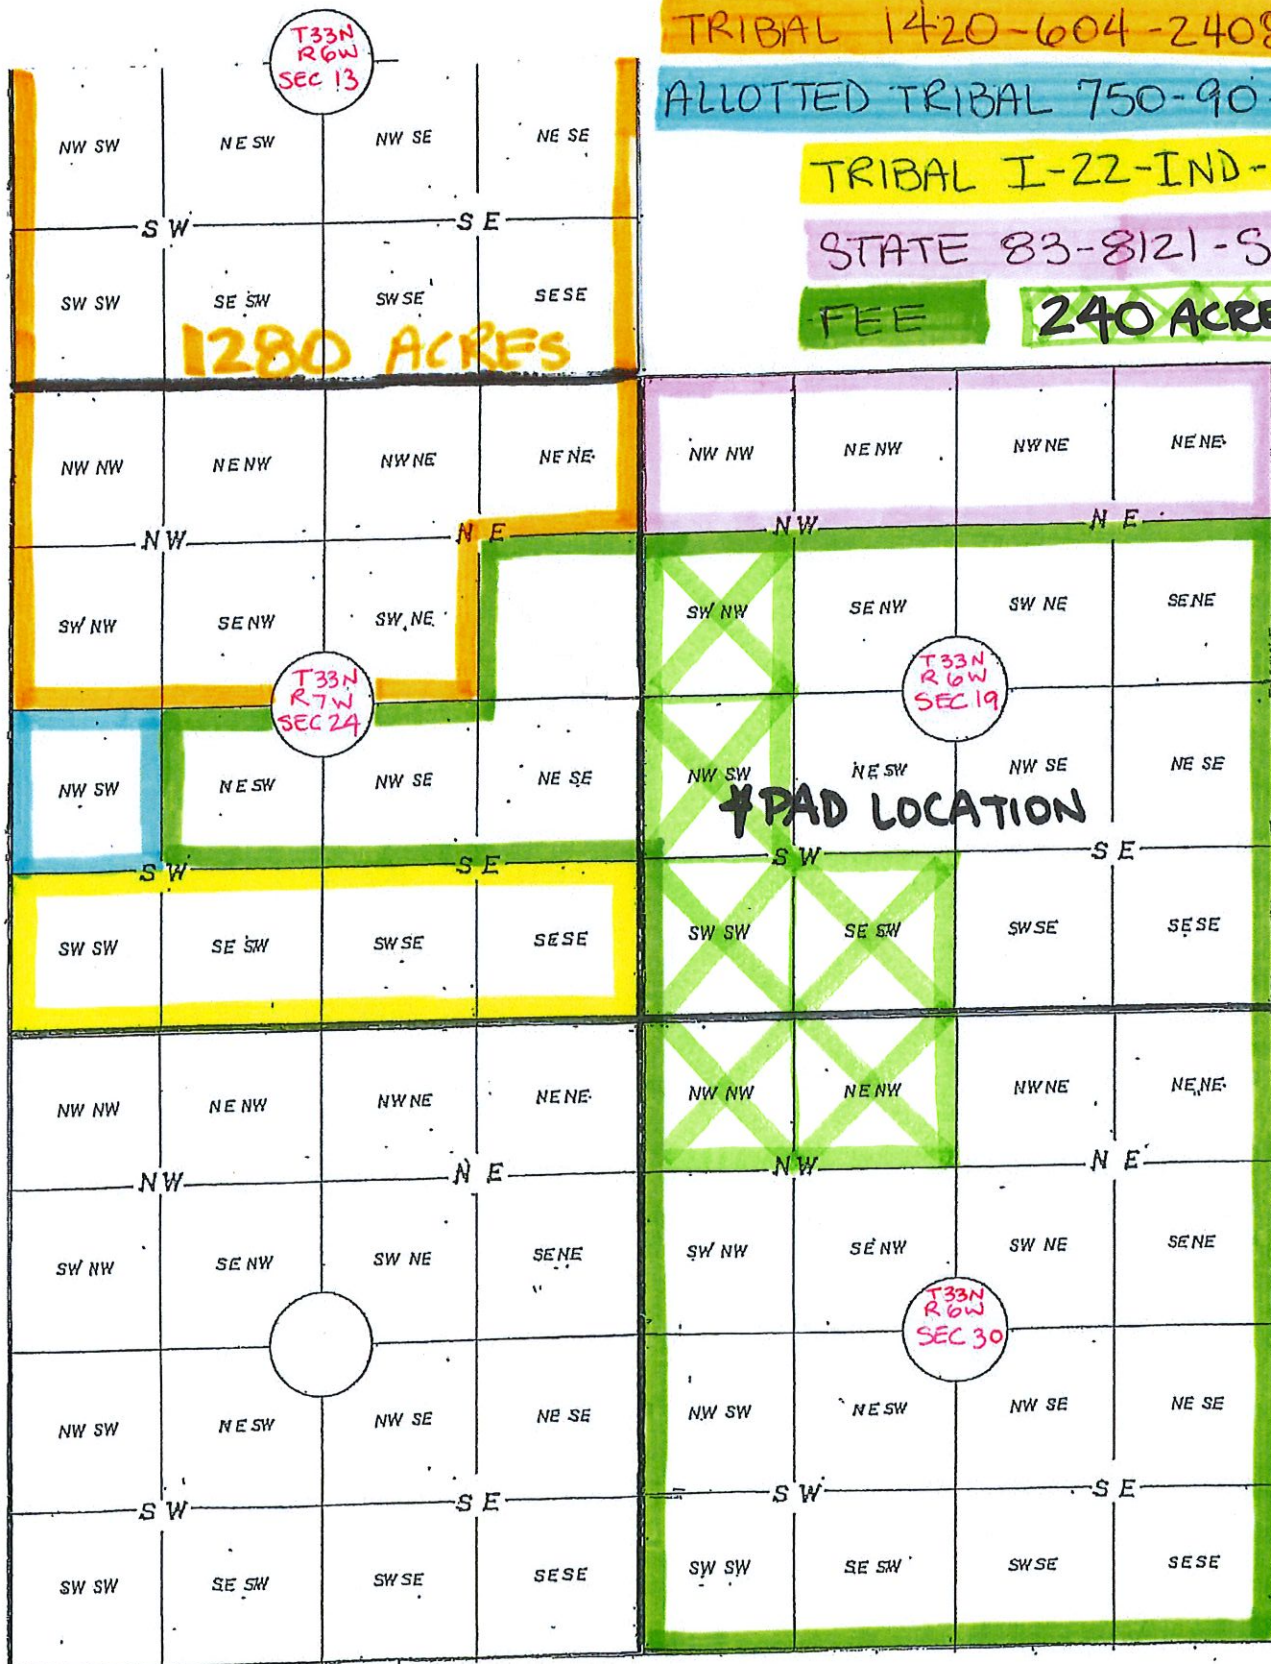 T33N
R6W
SEC 13
TRIBAL 1420-604-2408
ALLOTTED TRIBAL 750-90-
TRIBAL I-22-IND-
STATE 83-8121-S
FEE 240 ACRE
NW SW NE SW NW SE NE SE
SW SE
SW SW SE SW SW SE SE SE
1280 ACRES
NW NW NE NW NW NE NE NE NW NW NE NW NW NE NE NE
NW NE NW NE
SW NW SE NW SW NE SW NW SE NW SW NE SE NE
T33N
R7W
SEC 24
T33N
R6W
SEC 19
NW SW NE SW NW SE NE SE NW SW NE SW NW SE NE SE
*PAD LOCATION
SW SE SW SE
SW SW SE SW SW SE SE SE SW SW SE SW SW SE SE SE
NW NW NE NW NW NE NE NE NW NW NE NW NW NE NE NE
NW NE NW NE
SW NW SE NW SW NE SE NE SW NW SE NW SW NE SE NE
T33N
R6W
SEC 30
NW SW NE SW NW SE NE SE NW SW NE SW NW SE NE SE
SW SE SW SE
SW SW SE SW SW SE SE SE SW SW SE SW SW SE SE SE